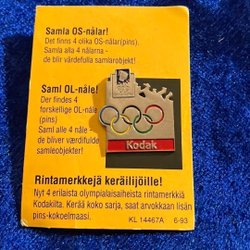 Samla OS-nålar!
Det finns 4 olika OS-nålar(pins).
Samla alla 4 nålarna -
de blir värdefulla samlarobjekt!
Saml OL-nåle!
Der findes 4
forskellige OL-nåle
(pins)
Saml alle 4 nåle -
de bliver værdifulde
samleobjekter!
Kodak
Rintamerkkejä keräilijöille!
Nyt 4 erilaista olympialaisaiheista rintamerkkiä
Kodakilta. Kerää koko sarja, saat arvokkaan lisän
pins-kokoelmaasi.
KL 14467A 6-93